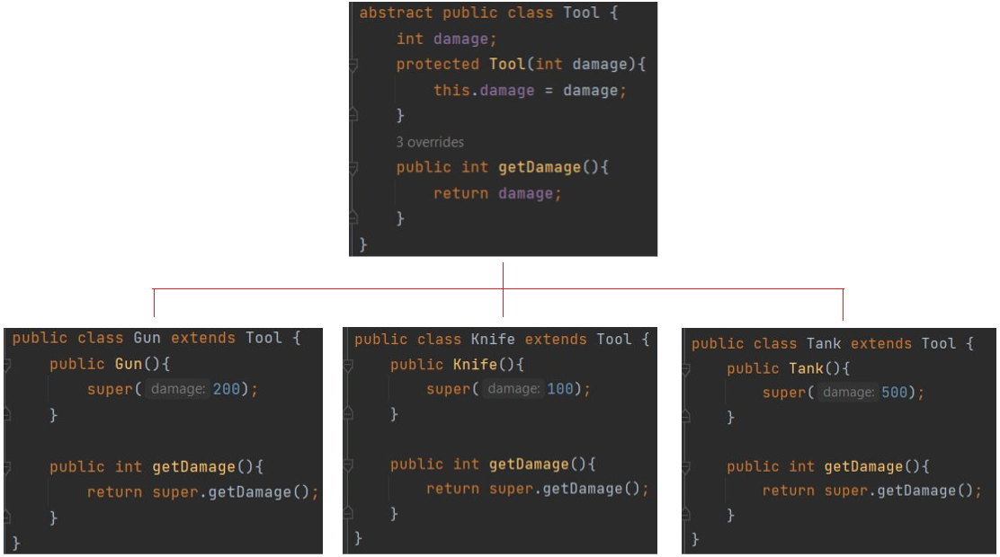 abstract public class Tool {
int damage;
protected Tool(int damage){
this.damage = damage;
}
3 overrides
public int getDamage(){
return damage;
}
}
public class Gun extends Tool {
public Gun(){
super( damage: 200);
}
public int getDamage(){
return super.getDamage();
}
}
public class Knife extends Tool {
public Knife(){
super( damage: 100);
}
public int getDamage(){
return super.getDamage();
}
}
public class Tank extends Tool {
public Tank(){
super( damage: 500);
}
public int getDamage(){
return super.getDamage();
}
}